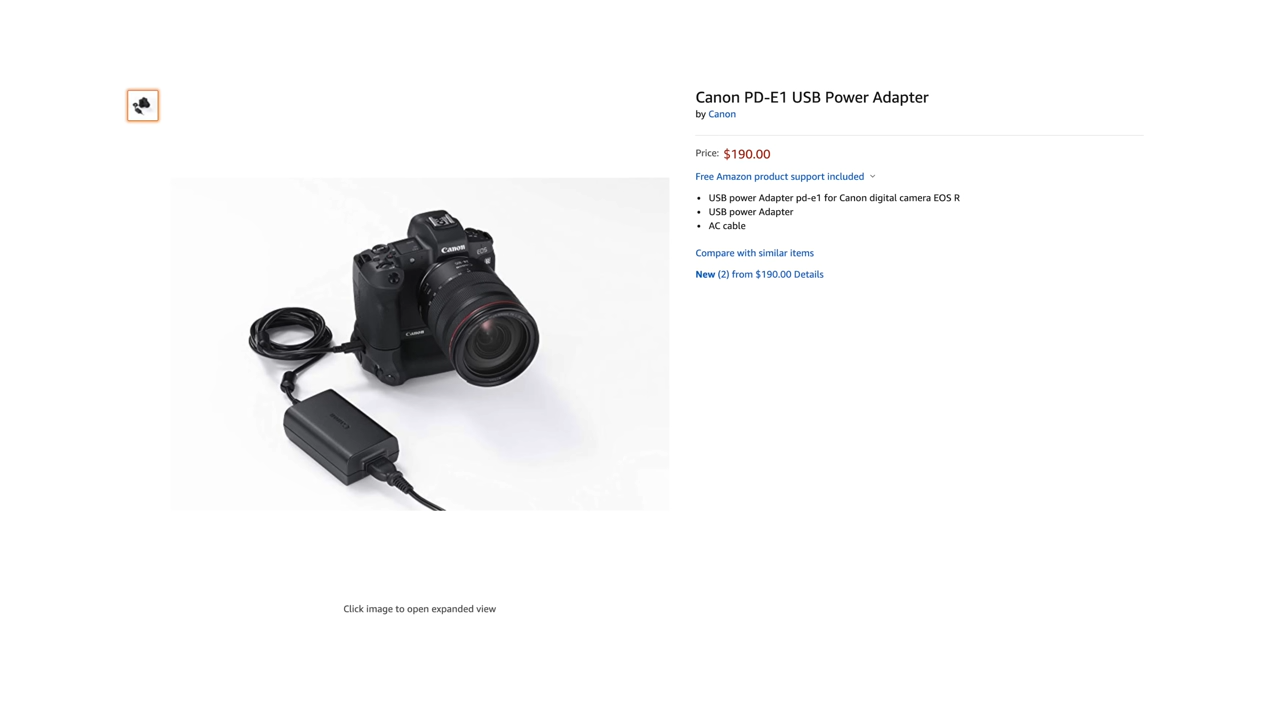 Canon PD-E1 USB Power Adapter
by Canon
Price: $190.00
Free Amazon product support included
• USB power Adapter pd-e1 for Canon digital camera EOS R
• USB power Adapter
• AC cable
Compare with similar items
New (2) from $190.00 Details
Canon
EOS
R
Canon
Click image to open expanded view